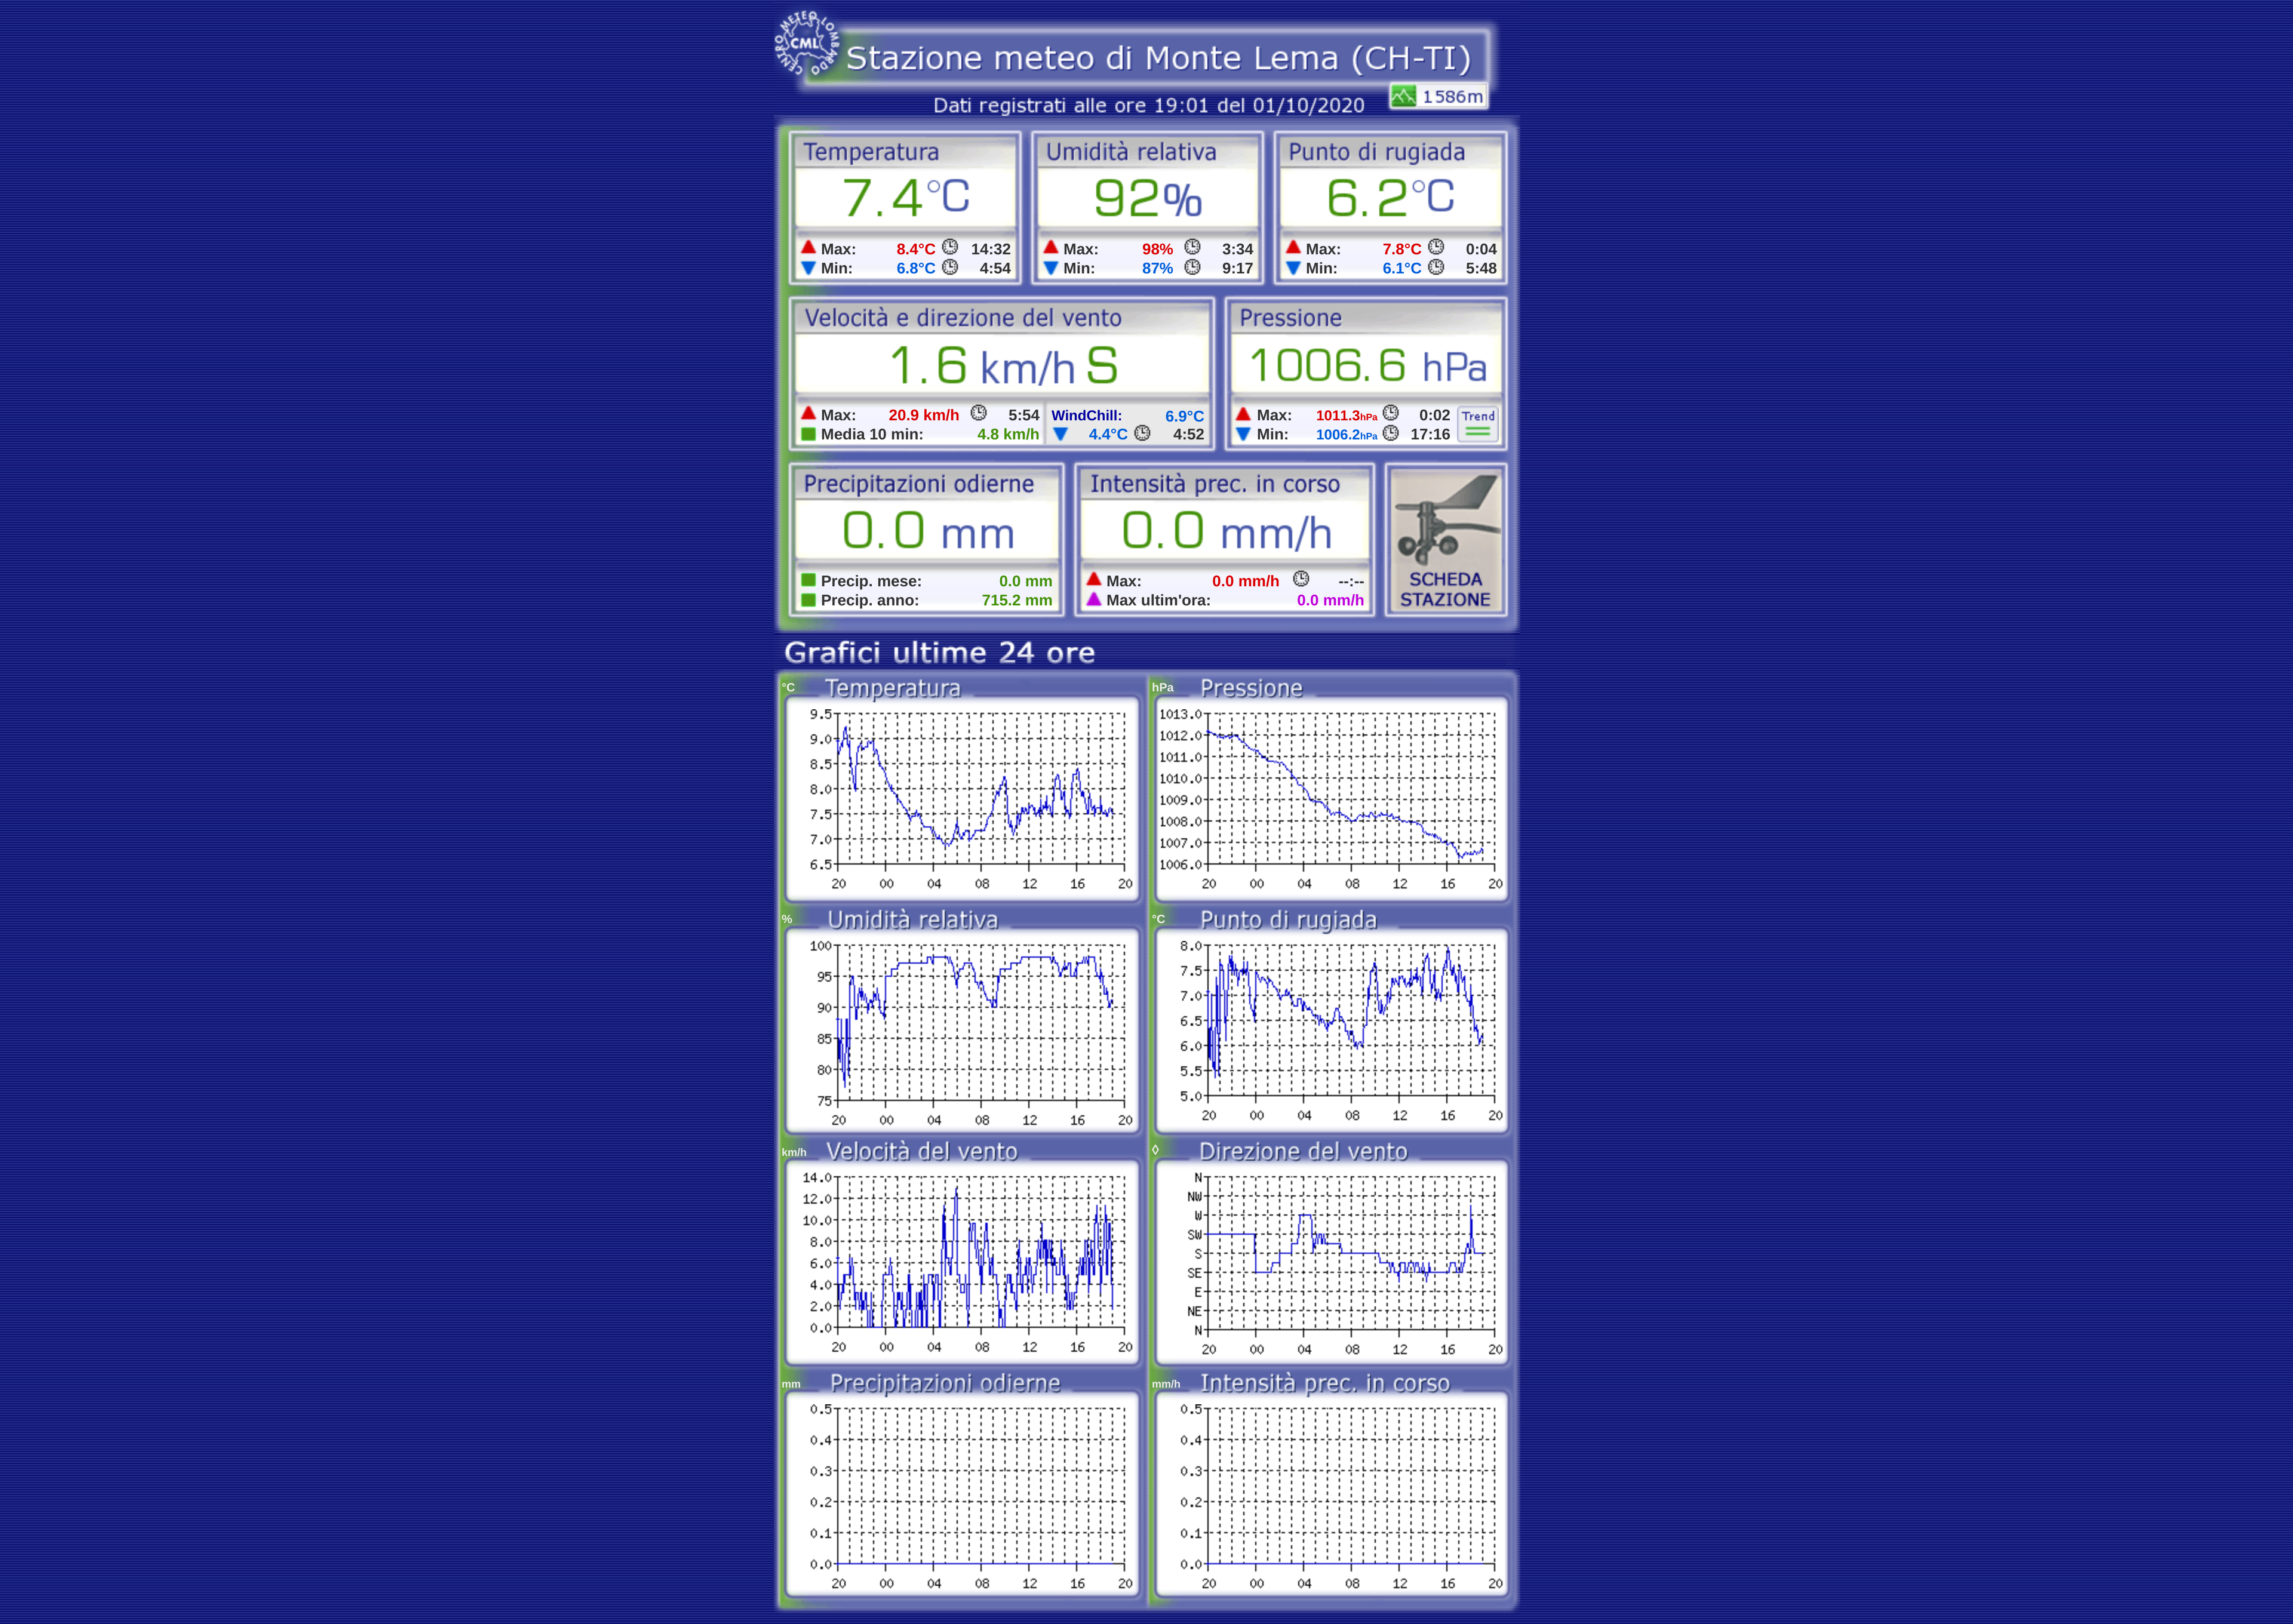 CENTRO METEO LOMBARDO
CML
Stazione meteo di Monte Lema (CH-TI)
1586m
Dati registrati alle ore 19:01 del 01/10/2020
Temperatura
7.4°C
Max: 8.4°C 14:32
Min: 6.8°C 4:54
Umidità relativa
92%
Max: 98% 3:34
Min: 87% 9:17
Punto di rugiada
6.2°C
Max: 7.8°C 0:04
Min: 6.1°C 5:48
Velocità e direzione del vento
1.6 km/h S
Max: 20.9 km/h 5:54
Media 10 min: 4.8 km/h
WindChill: 6.9°C
4.4°C 4:52
Pressione
1006.6 hPa
Max: 1011.3hPa 0:02
Min: 1006.2hPa 17:16
Trend
Precipitazioni odierne
0.0 mm
Precip. mese: 0.0 mm
Precip. anno: 715.2 mm
Intensità prec. in corso
0.0 mm/h
Max: 0.0 mm/h --:--
Max ultim'ora: 0.0 mm/h
SCHEDA
STAZIONE
Grafici ultime 24 ore
°C Temperatura
9.5
9.0
8.5
8.0
7.5
7.0
6.5
20 00 04 08 12 16 20
hPa Pressione
1013.0
1012.0
1011.0
1010.0
1009.0
1008.0
1007.0
1006.0
20 00 04 08 12 16 20
% Umidità relativa
100
95
90
85
80
75
20 00 04 08 12 16 20
°C Punto di rugiada
8.0
7.5
7.0
6.5
6.0
5.5
5.0
20 00 04 08 12 16 20
km/h Velocità del vento
14.0
12.0
10.0
8.0
6.0
4.0
2.0
0.0
20 00 04 08 12 16 20
◊ Direzione del vento
N
NW
W
SW
S
SE
E
NE
N
20 00 04 08 12 16 20
mm Precipitazioni odierne
0.5
0.4
0.3
0.2
0.1
0.0
20 00 04 08 12 16 20
mm/h Intensità prec. in corso
0.5
0.4
0.3
0.2
0.1
0.0
20 00 04 08 12 16 20